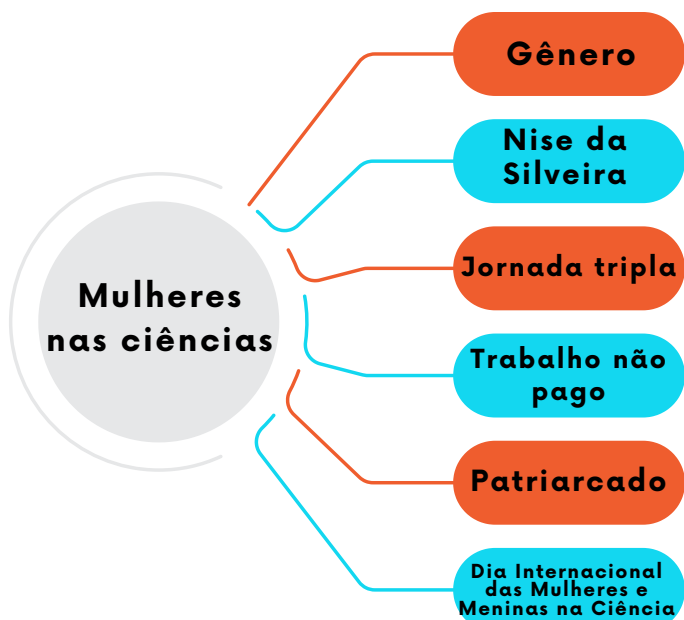 Gênero
Nise da
Silveira
Jornada tripla
Mulheres
nas ciências
Trabalho não
pago
Patriarcado
Dia Internacional
das Mulheres e
Meninas na Ciência